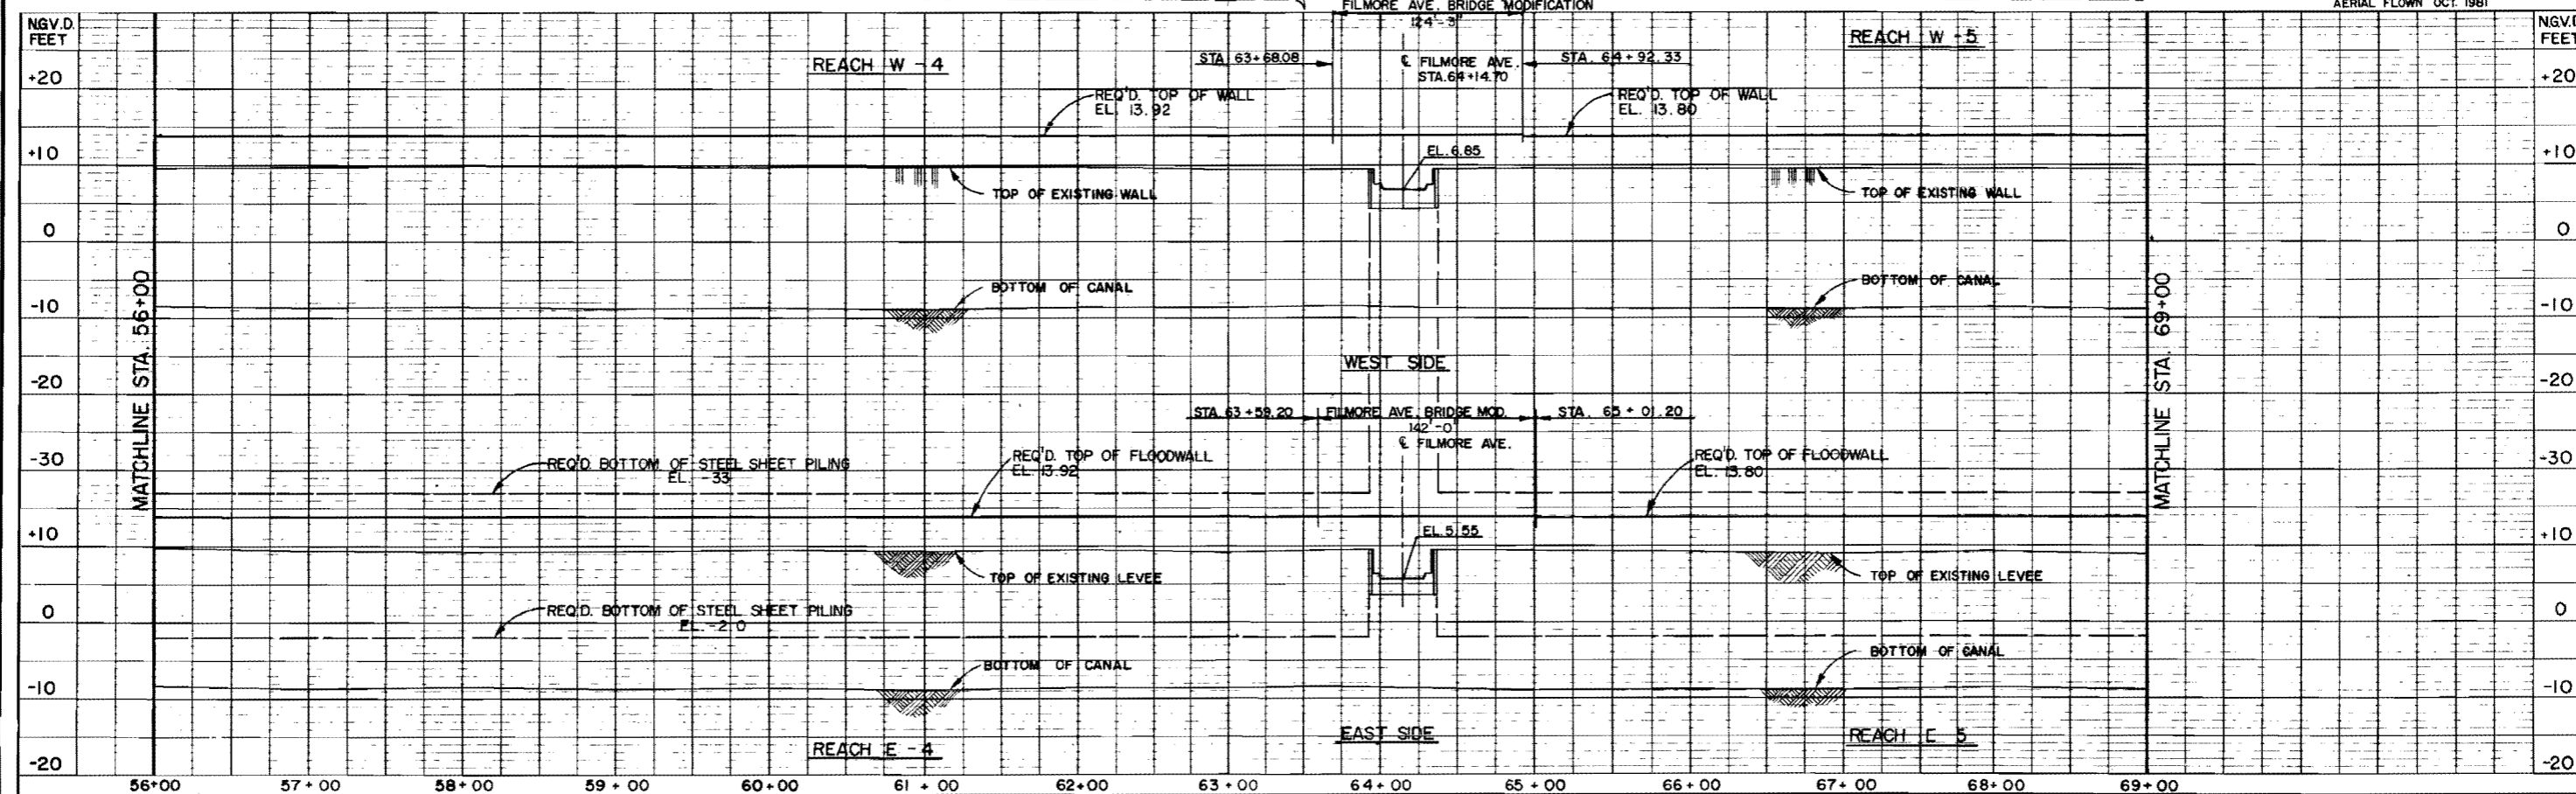 FILMORE AVE. BRIDGE MODIFICATION
124'-3"
AERIAL FLOWN OCT. 1981
N.G.V.D.
FEET
+20
+10
0
-10
-20
-30
+10
0
-10
-20
MATCHLINE STA. 56+00
REACH W-4
STA 63+68.08
℄ FILMORE AVE.
STA.64+14.70
STA. 64+92.33
REACH W-5
REQ'D. TOP OF WALL
EL. 13.92
REQ'D. TOP OF WALL
EL. 13.80
EL. 6.85
TOP OF EXISTING WALL
TOP OF EXISTING WALL
BOTTOM OF CANAL
BOTTOM OF CANAL
WEST SIDE
STA. 63+59.20
FILMORE AVE. BRIDGE MOD.
142'-0"
℄ FILMORE AVE.
STA. 65+01.20
REQ'D. BOTTOM OF STEEL SHEET PILING
EL. -33
REQ'D. TOP OF FLOODWALL
EL. 13.92
REQ'D. TOP OF FLOODWALL
EL. 13.80
EL. 5.55
TOP OF EXISTING LEVEE
TOP OF EXISTING LEVEE
REQ'D. BOTTOM OF STEEL SHEET PILING
EL. -2.0
BOTTOM OF CANAL
BOTTOM OF CANAL
REACH E-4
EAST SIDE
REACH E 5
MATCHLINE STA. 69+00
N.G.V.D.
FEET
+20
+10
0
-10
-20
-30
+10
0
-10
-20
56+00 57+00 58+00 59+00 60+00 61+00 62+00 63+00 64+00 65+00 66+00 67+00 68+00 69+00